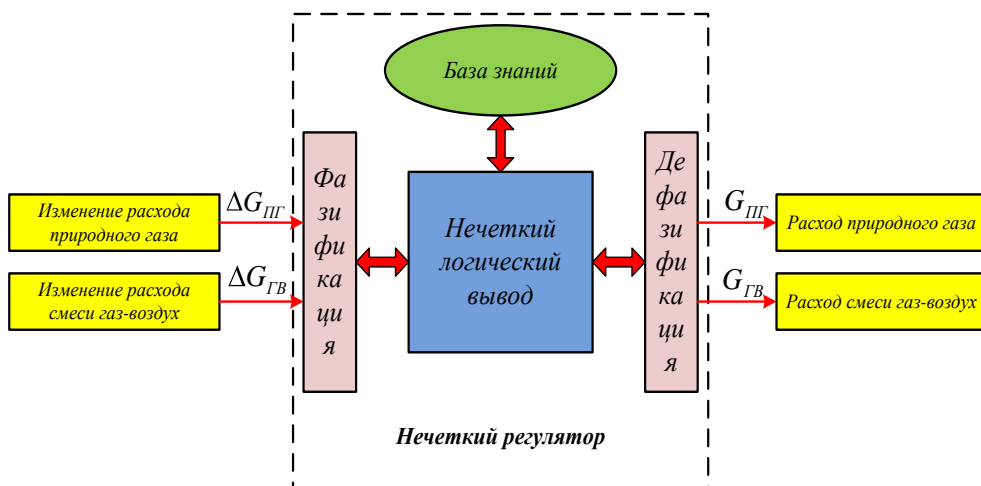 База знаний
Фа
зи
фи
ка
ци
я
Де
фа
зи
фи
ка
ци
я
Изменение расхода
природного газа
ΔG_ПГ
Изменение расхода
смеси газ-воздух
ΔG_ГВ
Нечеткий
логический
вывод
G_ПГ
Расход природного газа
G_ГВ
Расход смеси газ-воздух
Нечеткий регулятор